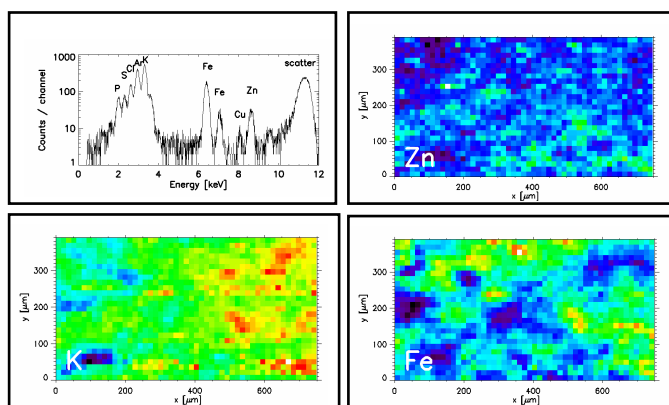 Counts / channel
1000
100
10
1
P
S
Cl
Ar
K
Fe
Fe
Cu
Zn
scatter
0 2 4 6 8 10 12
Energy [keV]
y [μm]
300
200
100
0
Zn
0 200 400 600
x [μm]
y [μm]
300
200
100
0
K
0 200 400 600
x [μm]
y [μm]
300
200
100
0
Fe
0 200 400 600
x [μm]